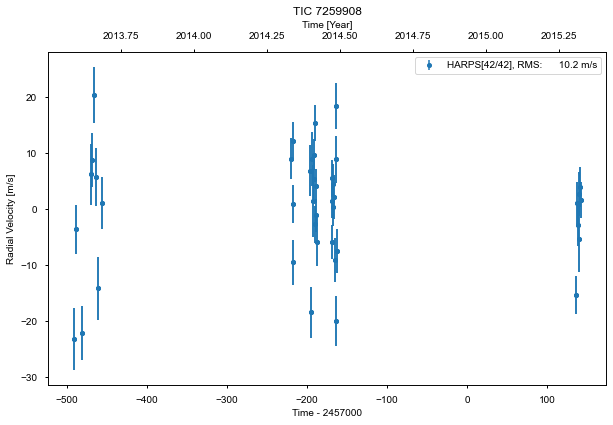 TIC 7259908
Time [Year]
2013.75 2014.00 2014.25 2014.50 2014.75 2015.00 2015.25
HARPS[42/42], RMS: 10.2 m/s
Radial Velocity [m/s]
20
10
0
−10
−20
−30
−500 −400 −300 −200 −100 0 100
Time - 2457000